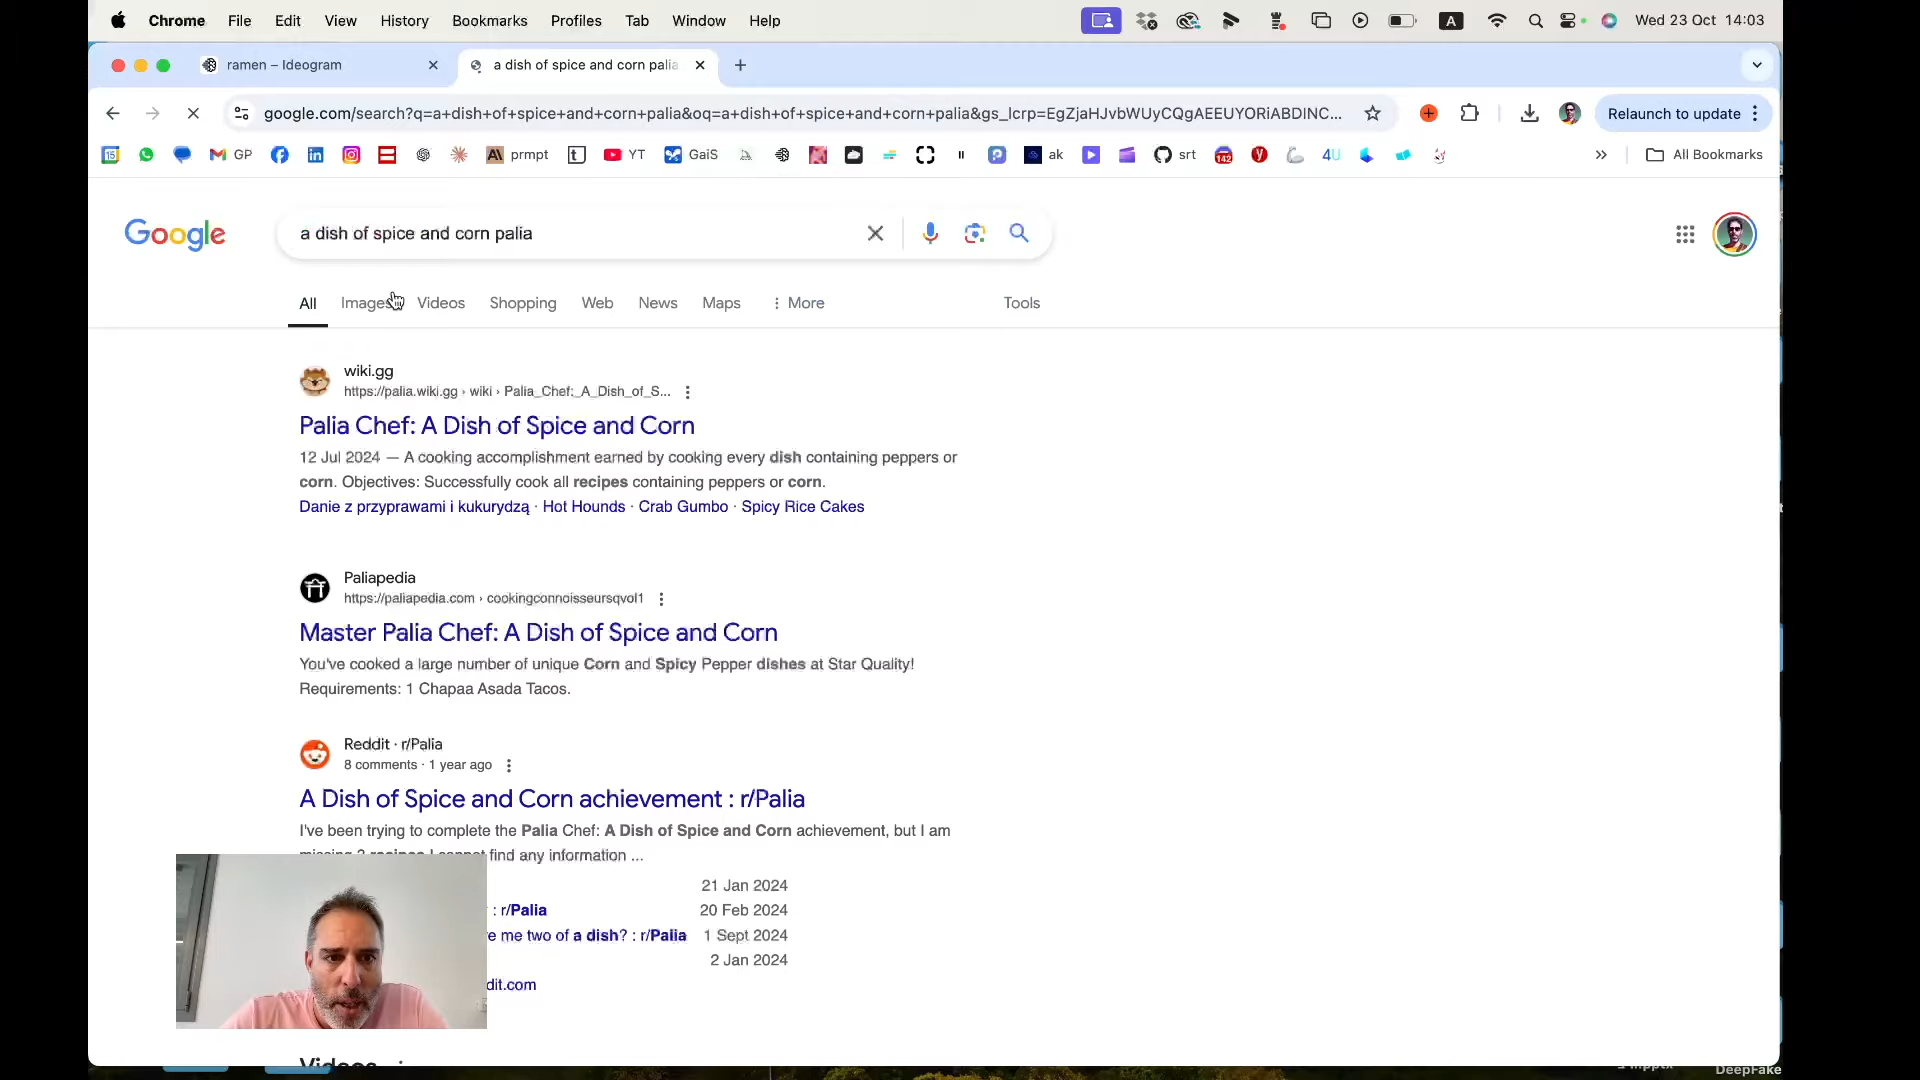 Chrome File Edit View History Bookmarks Profiles Tab Window Help A Wed 23 Oct 14:03
ramen – Ideogram a dish of spice and corn palia
google.com/search?q=a+dish+of+spice+and+corn+palia&oq=a+dish+of+spice+and+corn+palia&gs_lcrp=EgZjaHJvbWUyCQgAEEUYORiABDINC... Relaunch to update
GP prmpt YT GaiS ak srt 4U All Bookmarks
Google a dish of spice and corn palia
All Images Videos Shopping Web News Maps More Tools
wiki.gg
https://palia.wiki.gg › wiki › Palia_Chef:_A_Dish_of_S...
Palia Chef: A Dish of Spice and Corn
12 Jul 2024 — A cooking accomplishment earned by cooking every dish containing peppers or
corn. Objectives: Successfully cook all recipes containing peppers or corn.
Danie z przyprawami i kukurydzą · Hot Hounds · Crab Gumbo · Spicy Rice Cakes
Paliapedia
https://paliapedia.com › cookingconnoisseursqvol1
Master Palia Chef: A Dish of Spice and Corn
You've cooked a large number of unique Corn and Spicy Pepper dishes at Star Quality!
Requirements: 1 Chapaa Asada Tacos.
Reddit · r/Palia
8 comments · 1 year ago
A Dish of Spice and Corn achievement : r/Palia
I've been trying to complete the Palia Chef: A Dish of Spice and Corn achievement, but I am
missing 3 recipes I cannot find any information ...
21 Jan 2024
: r/Palia 20 Feb 2024
me two of a dish? : r/Palia 1 Sept 2024
2 Jan 2024
dit.com
Videos
DeepFake